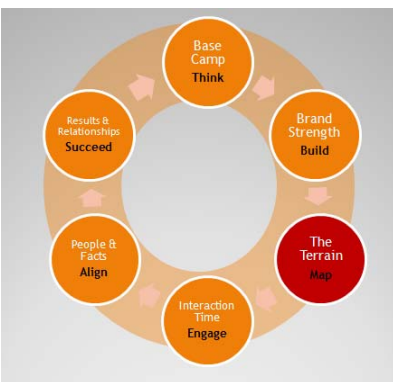 Base
Camp
Think
Brand
Strength
Build
The
Terrain
Map
Interaction
Time
Engage
People &
Facts
Align
Results &
Relationships
Succeed